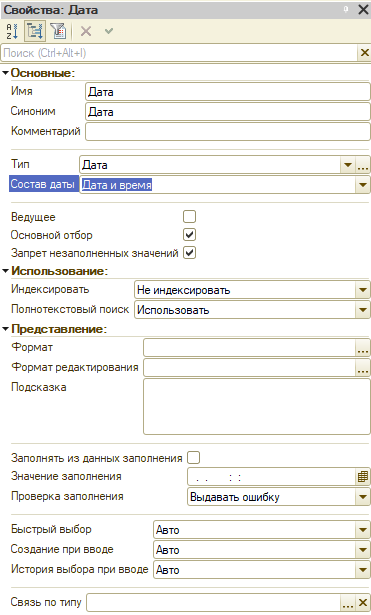 Свойства: Дата
Поиск (Ctrl+Alt+I)
Основные:
Имя Дата
Синоним Дата
Комментарий
Тип Дата
Состав даты Дата и время
Ведущее
Основной отбор
Запрет незаполненных значений
Использование:
Индексировать Не индексировать
Полнотекстовый поиск Использовать
Представление:
Формат
Формат редактирования
Подсказка
Заполнять из данных заполнения
Значение заполнения . . : :
Проверка заполнения Выдавать ошибку
Быстрый выбор Авто
Создание при вводе Авто
История выбора при вводе Авто
Связь по типу